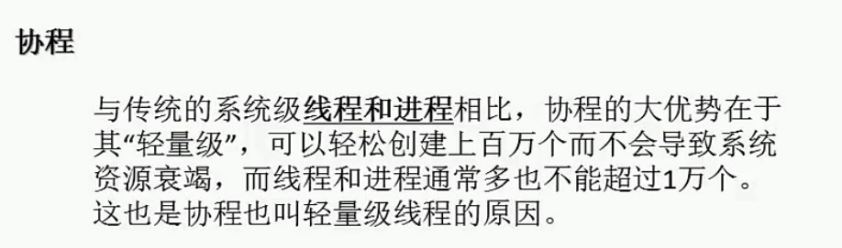 协程
与传统的系统级线程和进程相比，协程的大优势在于
其“轻量级”，可以轻松创建上百万个而不会导致系统
资源衰竭，而线程和进程通常多也不能超过1万个。
这也是协程也叫轻量级线程的原因。